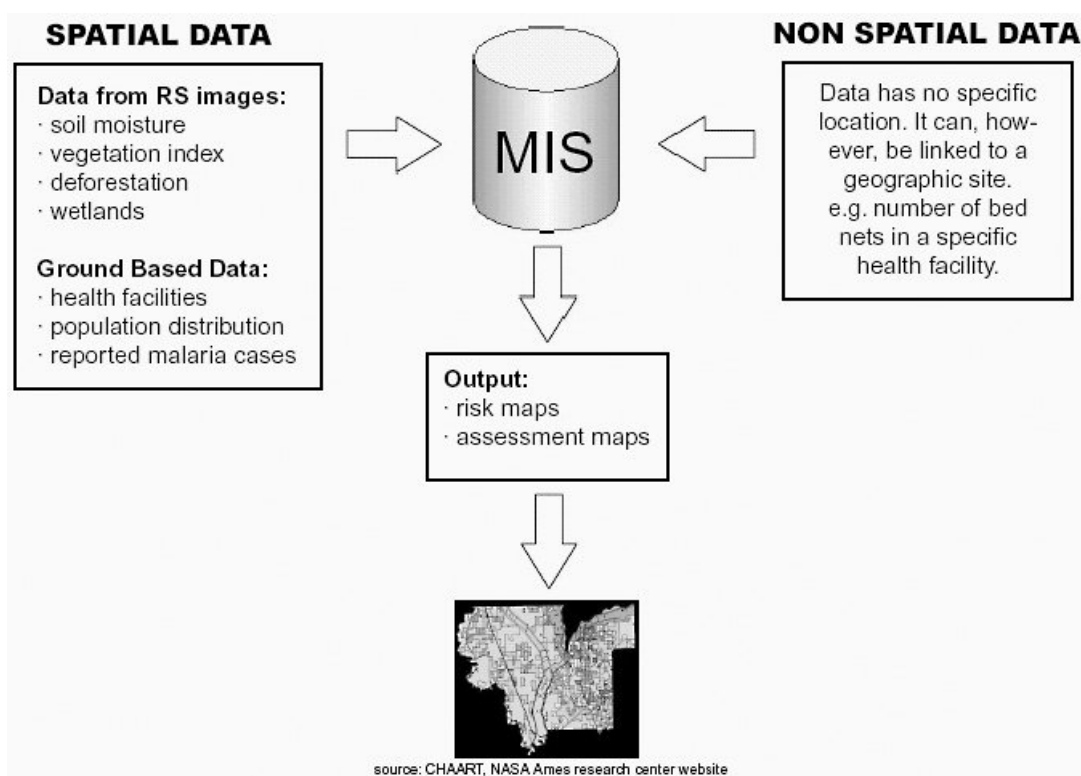 SPATIAL DATA
Data from RS images:
· soil moisture
· vegetation index
· deforestation
· wetlands
Ground Based Data:
· health facilities
· population distribution
· reported malaria cases
MIS
NON SPATIAL DATA
Data has no specific
location. It can, how-
ever, be linked to a
geographic site.
e.g. number of bed
nets in a specific
health facility.
Output:
· risk maps
· assessment maps
source: CHAART, NASA Ames research center website